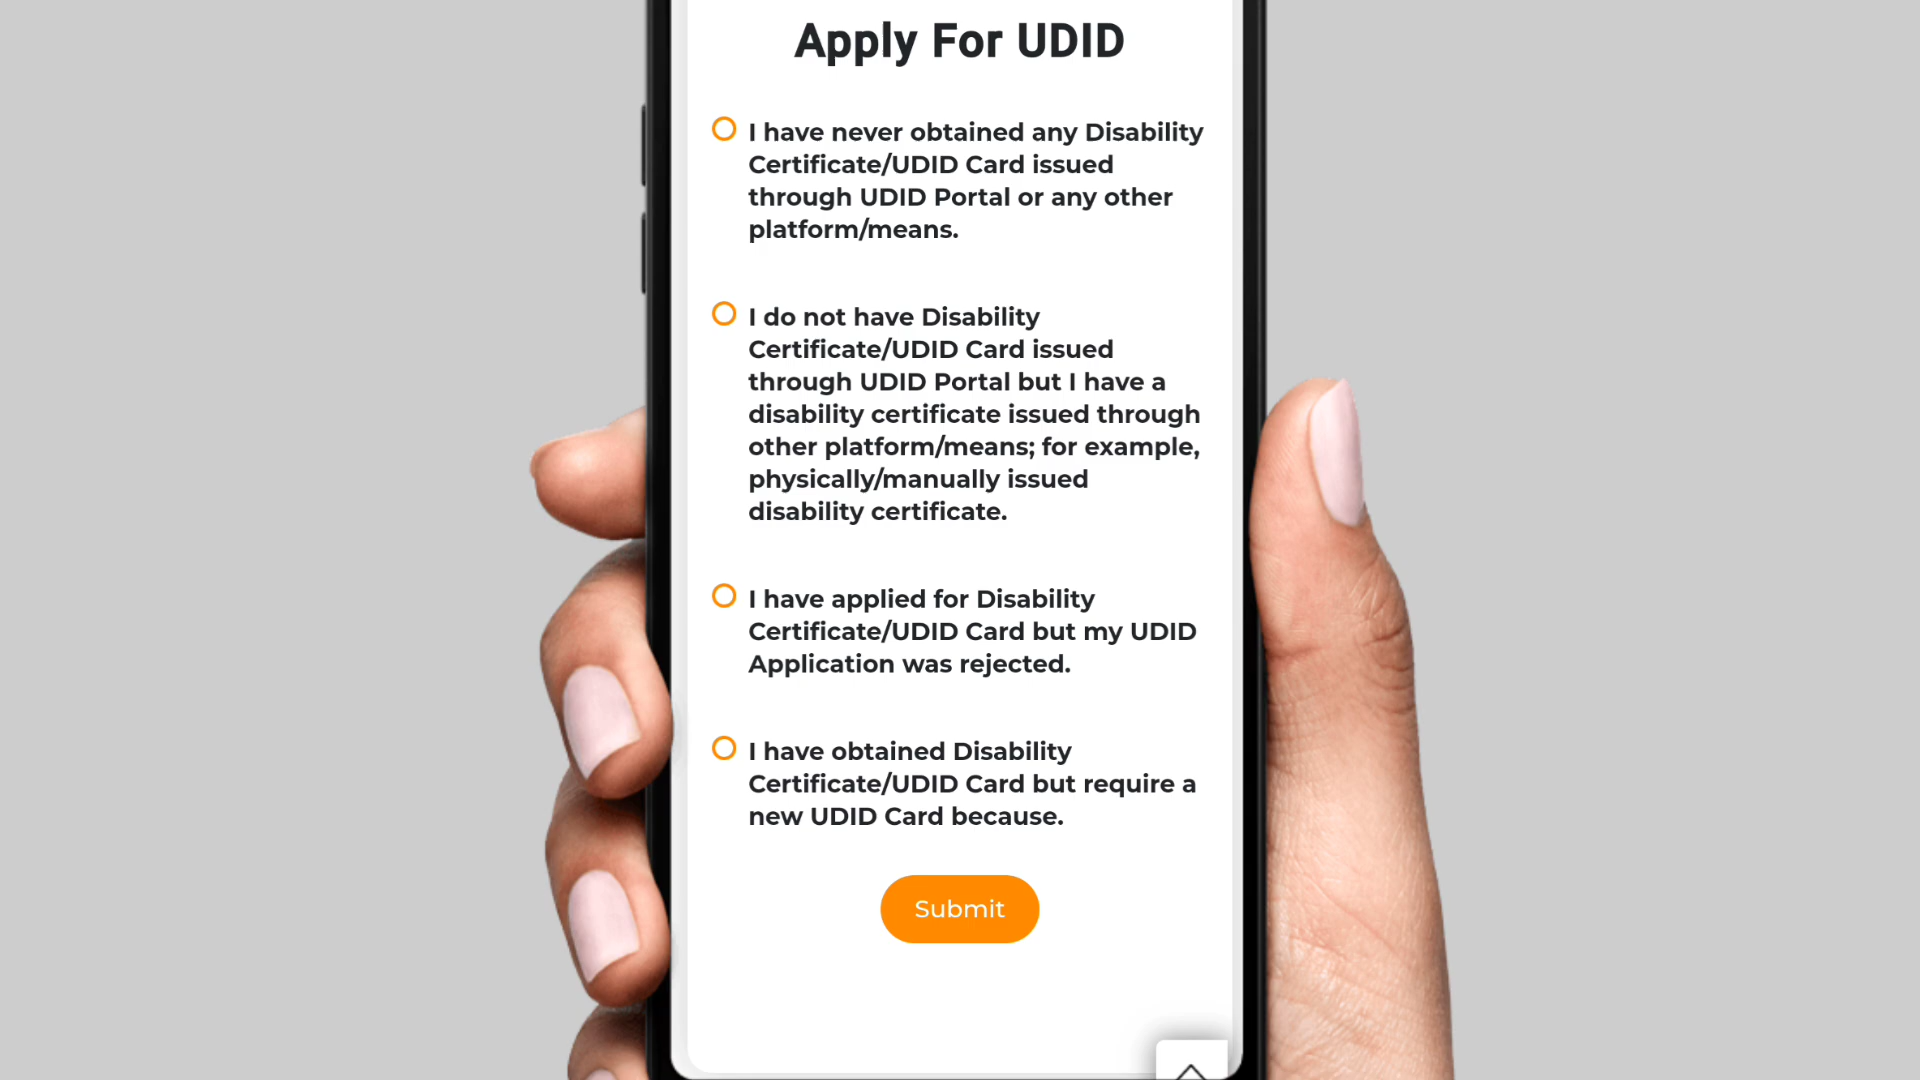 Apply For UDID
I have never obtained any Disability
Certificate/UDID Card issued
through UDID Portal or any other
platform/means.
I do not have Disability
Certificate/UDID Card issued
through UDID Portal but I have a
disability certificate issued through
other platform/means; for example,
physically/manually issued
disability certificate.
I have applied for Disability
Certificate/UDID Card but my UDID
Application was rejected.
I have obtained Disability
Certificate/UDID Card but require a
new UDID Card because.
Submit